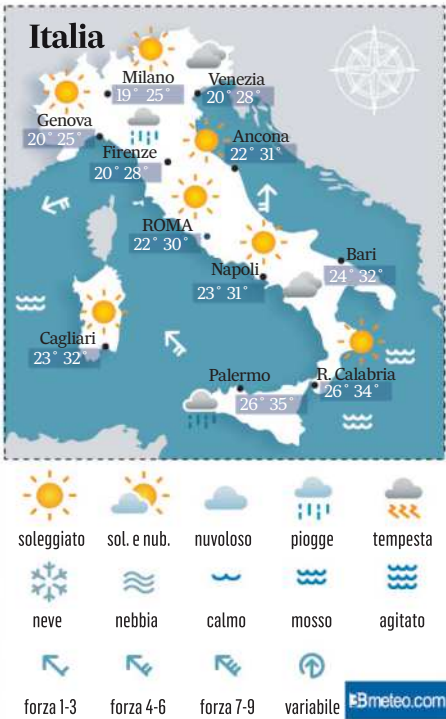 Italia
Milano
19° 25°
Venezia
20° 28°
Genova
20° 25°
Firenze
20° 28°
Ancona
22° 31°
ROMA
22° 30°
Napoli
23° 31°
Bari
24° 32°
Cagliari
23° 32°
Palermo
26° 35°
R. Calabria
26° 34°
soleggiato sol. e nub. nuvoloso piogge tempesta
neve nebbia calmo mosso agitato
forza 1-3 forza 4-6 forza 7-9 variabile
3Bmeteo.com